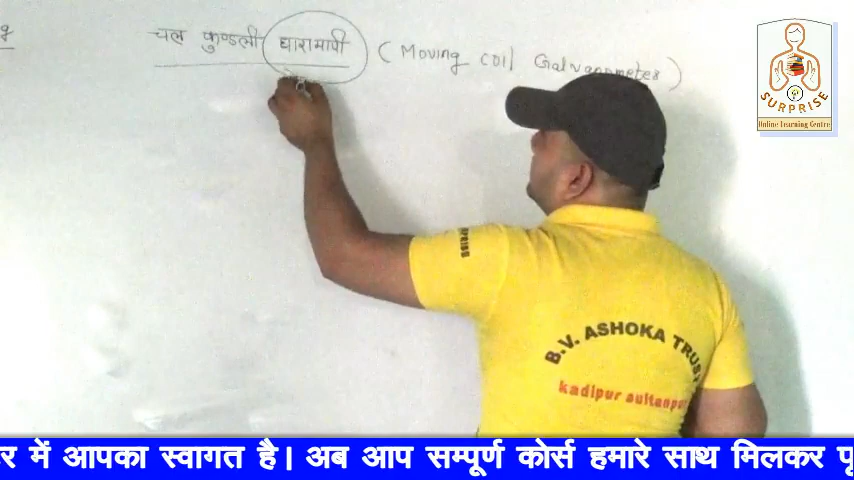 चल कुण्डली धारामापी (Moving coil Galvanometer)
SURPRISE
Online Learning Centre
B.V. ASHOKA TRUST
kadipur sultanpur
र में आपका स्वागत है। अब आप सम्पूर्ण कोर्स हमारे साथ मिलकर पृ